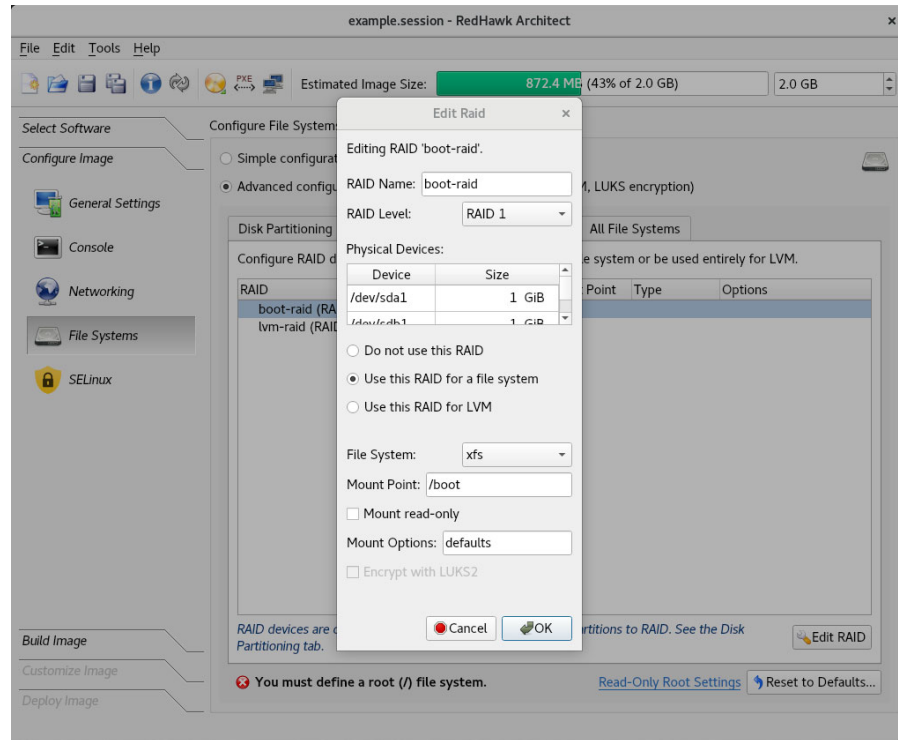 example.session - RedHawk Architect ×
File Edit Tools Help
PXE
Estimated Image Size: 872.4 MB (43% of 2.0 GB) 2.0 GB
Select Software
Configure Image
General Settings
Console
Networking
File Systems
SELinux
Build Image
Customize Image
Deploy Image
Configure File System
Simple configurat
Advanced configu , LUKS encryption)
Disk Partitioning All File Systems
Configure RAID d e system or be used entirely for LVM.
RAID Point Type Options
boot-raid (RA
lvm-raid (RAID
RAID devices are rtitions to RAID. See the Disk
Partitioning tab.
Edit RAID
You must define a root (/) file system. Read-Only Root Settings Reset to Defaults...
Edit Raid ×
Editing RAID 'boot-raid'.
RAID Name: boot-raid
RAID Level: RAID 1
Physical Devices:
Device Size
/dev/sda1 1 GiB
/dev/sdb1 1 GiB
Do not use this RAID
Use this RAID for a file system
Use this RAID for LVM
File System: xfs
Mount Point: /boot
Mount read-only
Mount Options: defaults
Encrypt with LUKS2
Cancel OK